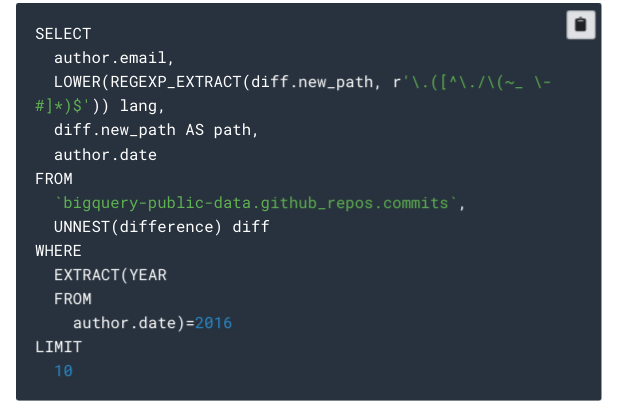 SELECT
author.email,
LOWER(REGEXP_EXTRACT(diff.new_path, r'\.([^\./\(~_ \-
#]*)$')) lang,
diff.new_path AS path,
author.date
FROM
`bigquery-public-data.github_repos.commits`,
UNNEST(difference) diff
WHERE
EXTRACT(YEAR
FROM
author.date)=2016
LIMIT
10